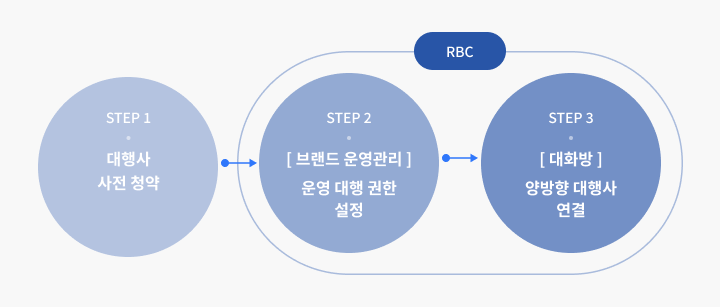 RBC
STEP 1
대행사
사전 청약
STEP 2
[ 브랜드 운영관리 ]
운영 대행 권한
설정
STEP 3
[ 대화방 ]
양방향 대행사
연결